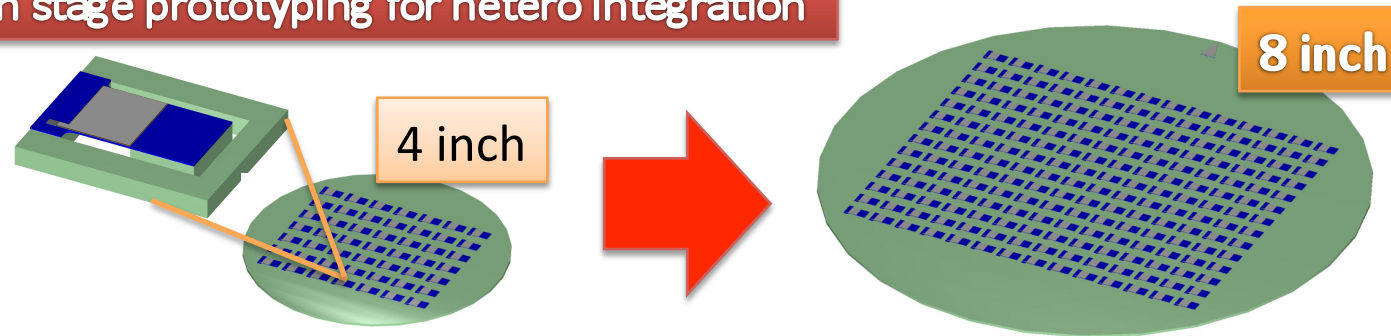 stage prototyping for hetero integration
8 inch
4 inch